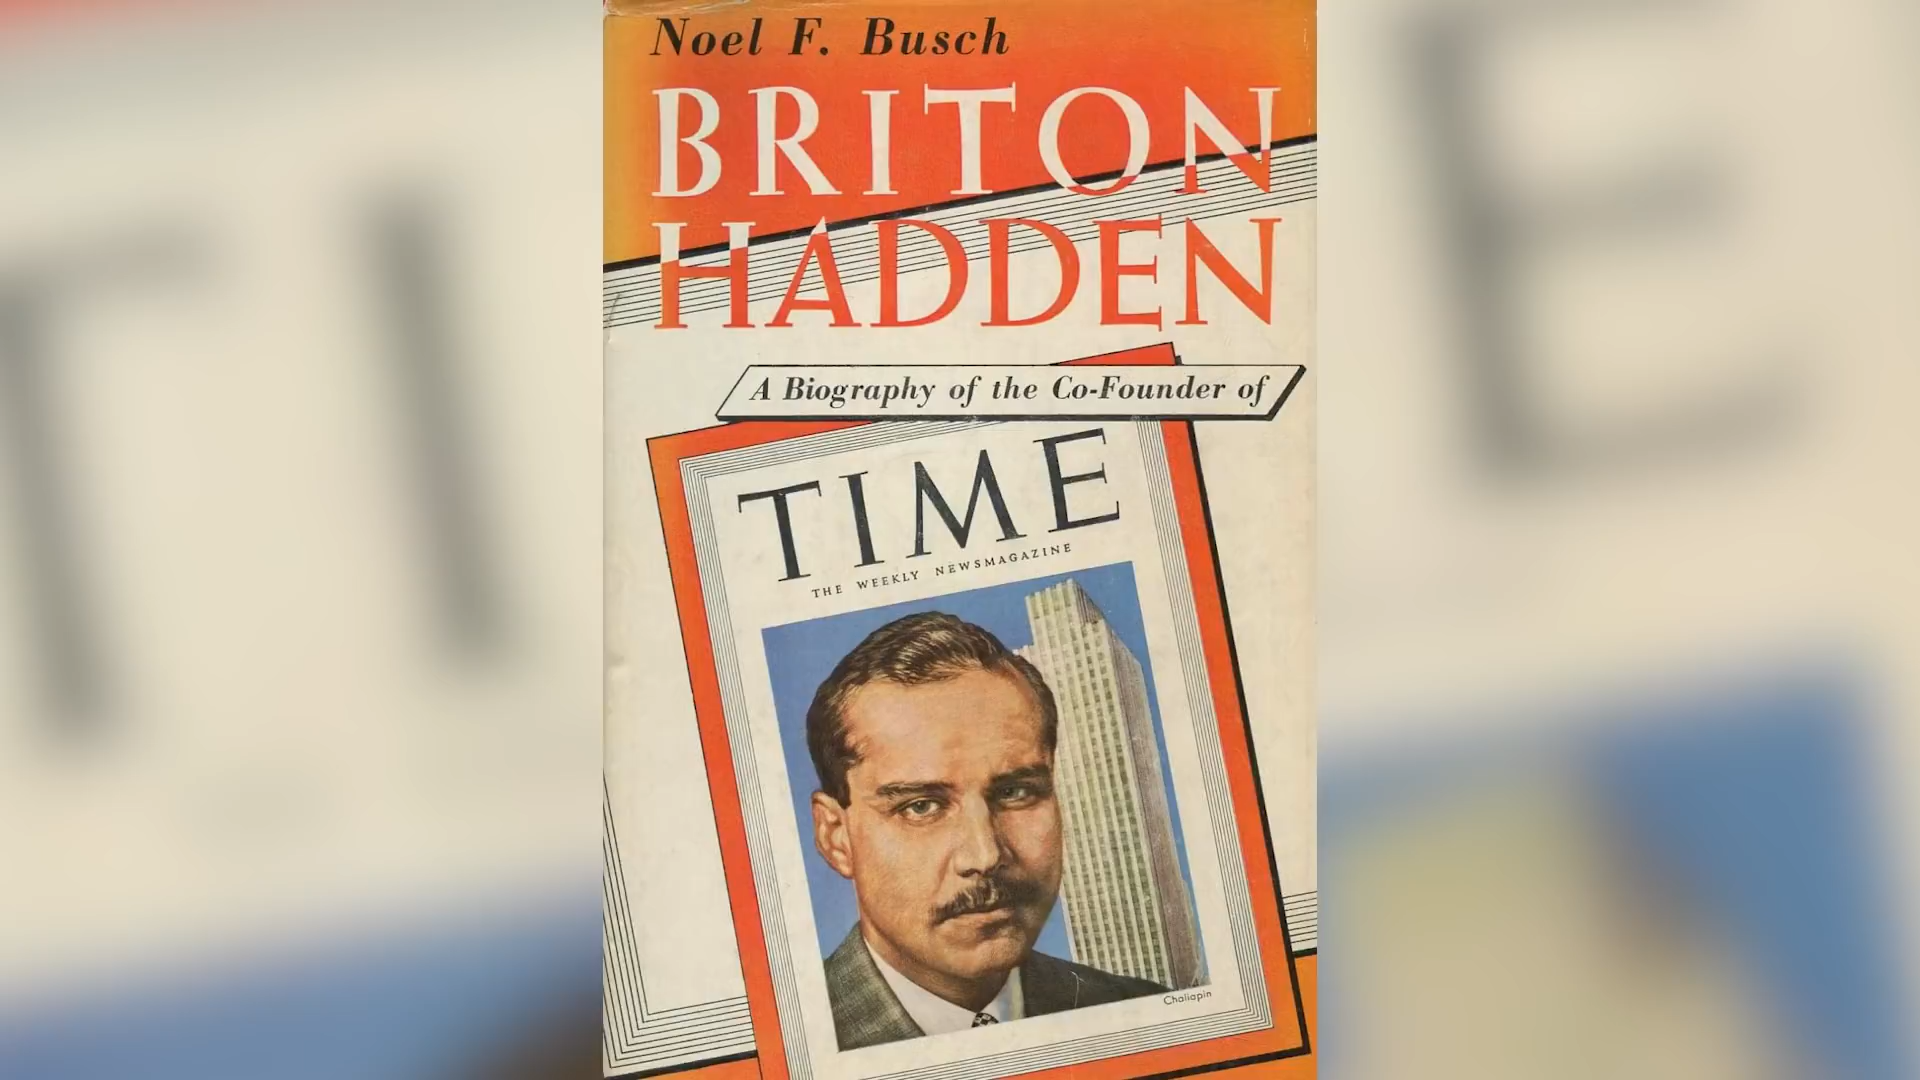 Noel F. Busch
BRITON
HADDEN
A Biography of the Co-Founder of
TIME
THE WEEKLY NEWSMAGAZINE
Chaliapin